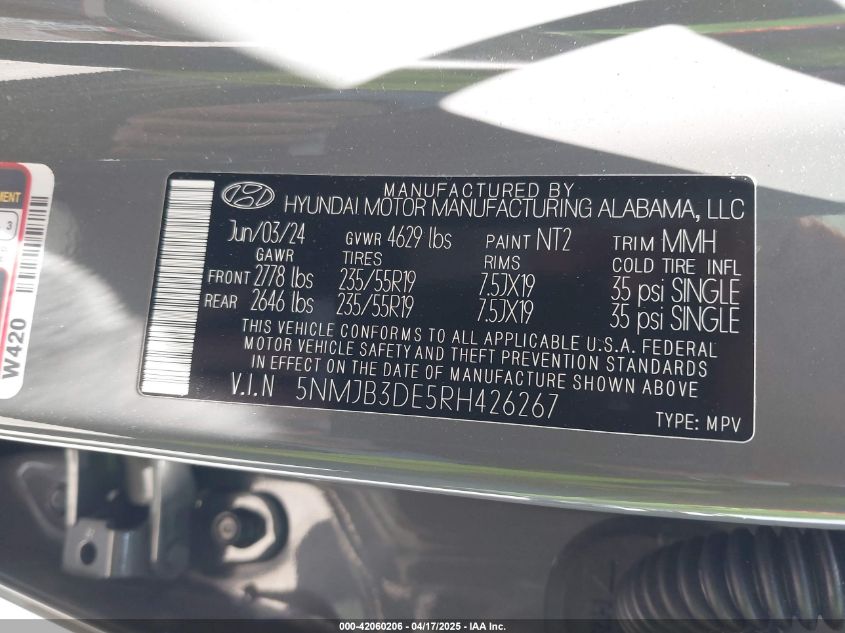 MANUFACTURED BY
HYUNDAI MOTOR MANUFACTURING ALABAMA, LLC
Jun/03/24 GVWR 4629 lbs PAINT NT2 TRIM MMH
GAWR TIRES RIMS COLD TIRE INFL
FRONT 2778 lbs 235/55R19 7.5JX19 35 psi SINGLE
REAR 2646 lbs 235/55R19 7.5JX19 35 psi SINGLE
THIS VEHICLE CONFORMS TO ALL APPLICABLE U.S.A. FEDERAL
MOTOR VEHICLE SAFETY AND THEFT PREVENTION STANDARDS
IN EFFECT ON THE DATE OF MANUFACTURE SHOWN ABOVE
V.I.N 5NMJB3DE5RH426267
TYPE: MPV
W420
3
000-42060206 - 04/17/2025 - IAA Inc.